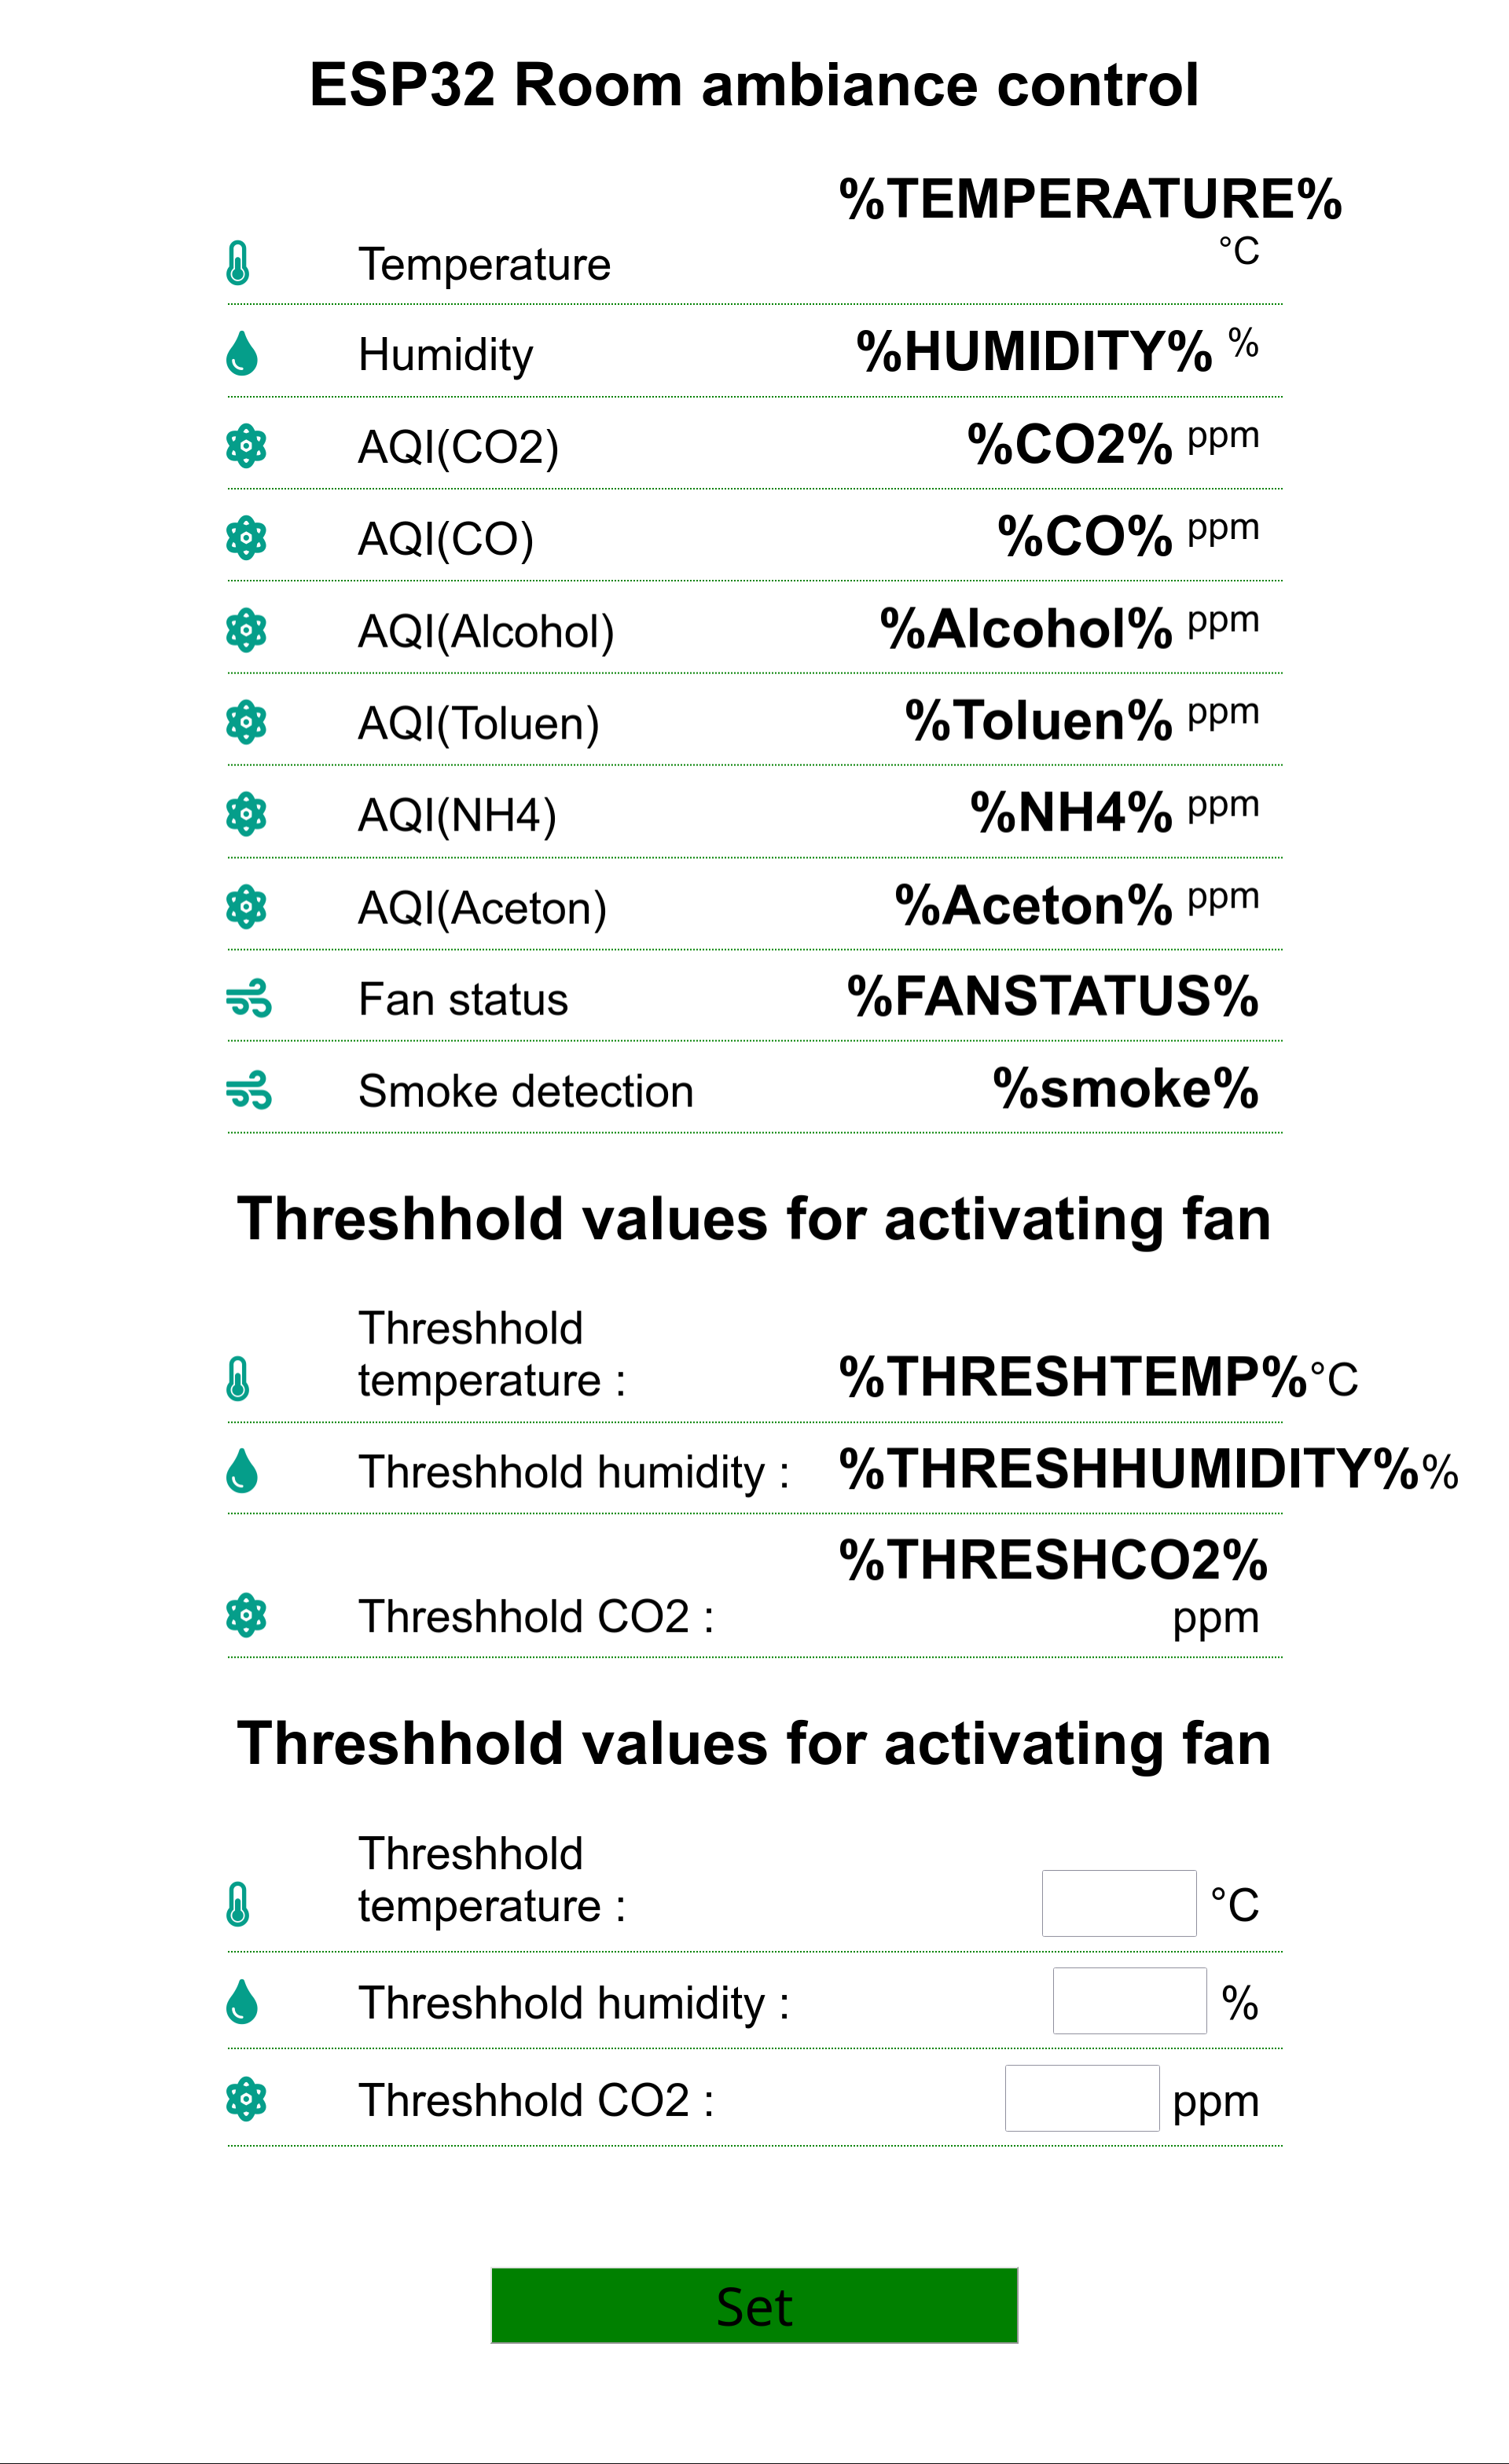 ESP32 Room ambiance control
%TEMPERATURE%
Temperature °C
Humidity %HUMIDITY% %
AQI(CO2) %CO2% ppm
AQI(CO) %CO% ppm
AQI(Alcohol) %Alcohol% ppm
AQI(Toluen) %Toluen% ppm
AQI(NH4) %NH4% ppm
AQI(Aceton) %Aceton% ppm
Fan status %FANSTATUS%
Smoke detection %smoke%
Threshhold values for activating fan
Threshhold
temperature : %THRESHTEMP%°C
Threshhold humidity : %THRESHHUMIDITY%%
%THRESHCO2%
Threshhold CO2 : ppm
Threshhold values for activating fan
Threshhold
temperature : °C
Threshhold humidity : %
Threshhold CO2 : ppm
Set